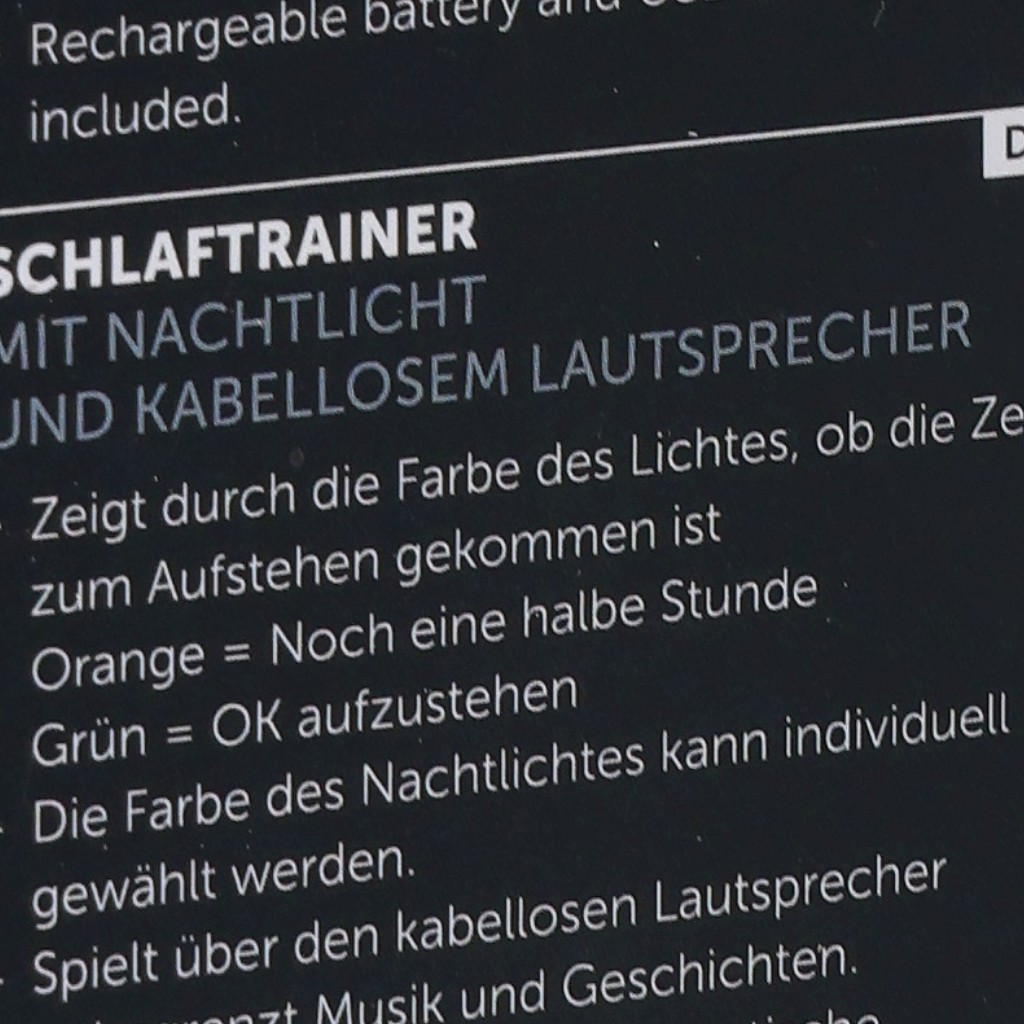 Rechargeable battery and
included.
SCHLAFTRAINER
MIT NACHTLICHT
UND KABELLOSEM LAUTSPRECHER
Zeigt durch die Farbe des Lichtes, ob die Ze
zum Aufstehen gekommen ist
Orange = Noch eine halbe Stunde
Grün = OK aufzustehen
- Die Farbe des Nachtlichtes kann individuell
gewählt werden.
- Spielt über den kabellosen Lautsprecher
Musik und Geschichten.